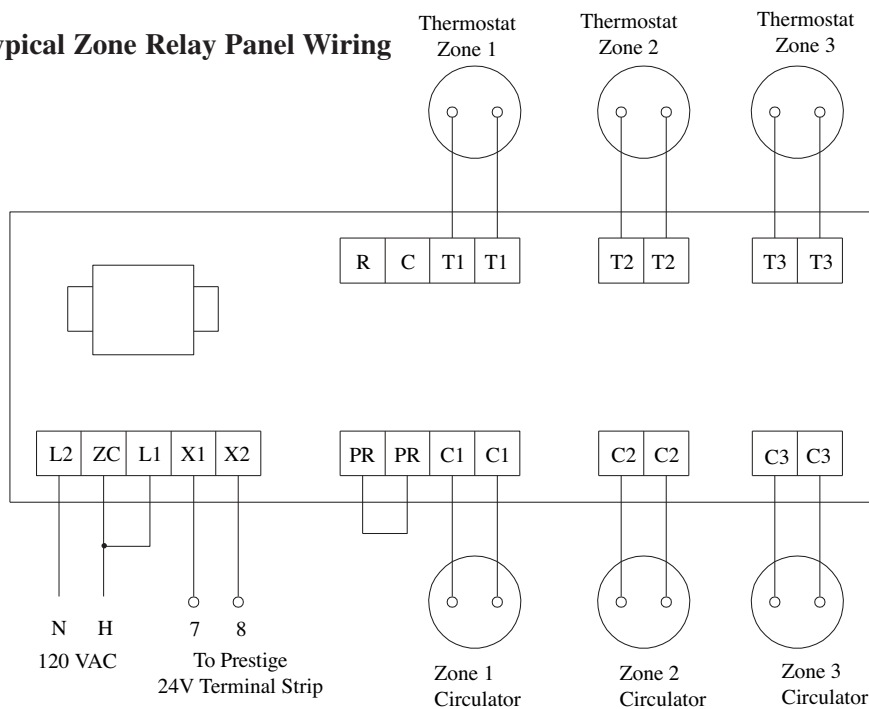 ypical Zone Relay Panel Wiring
Thermostat
Zone 1
Thermostat
Zone 2
Thermostat
Zone 3
R C T1 T1 T2 T2 T3 T3
L2 ZC L1 X1 X2 PR PR C1 C1 C2 C2 C3 C3
N H 7 8
120 VAC
To Prestige
24V Terminal Strip
Zone 1
Circulator
Zone 2
Circulator
Zone 3
Circulator